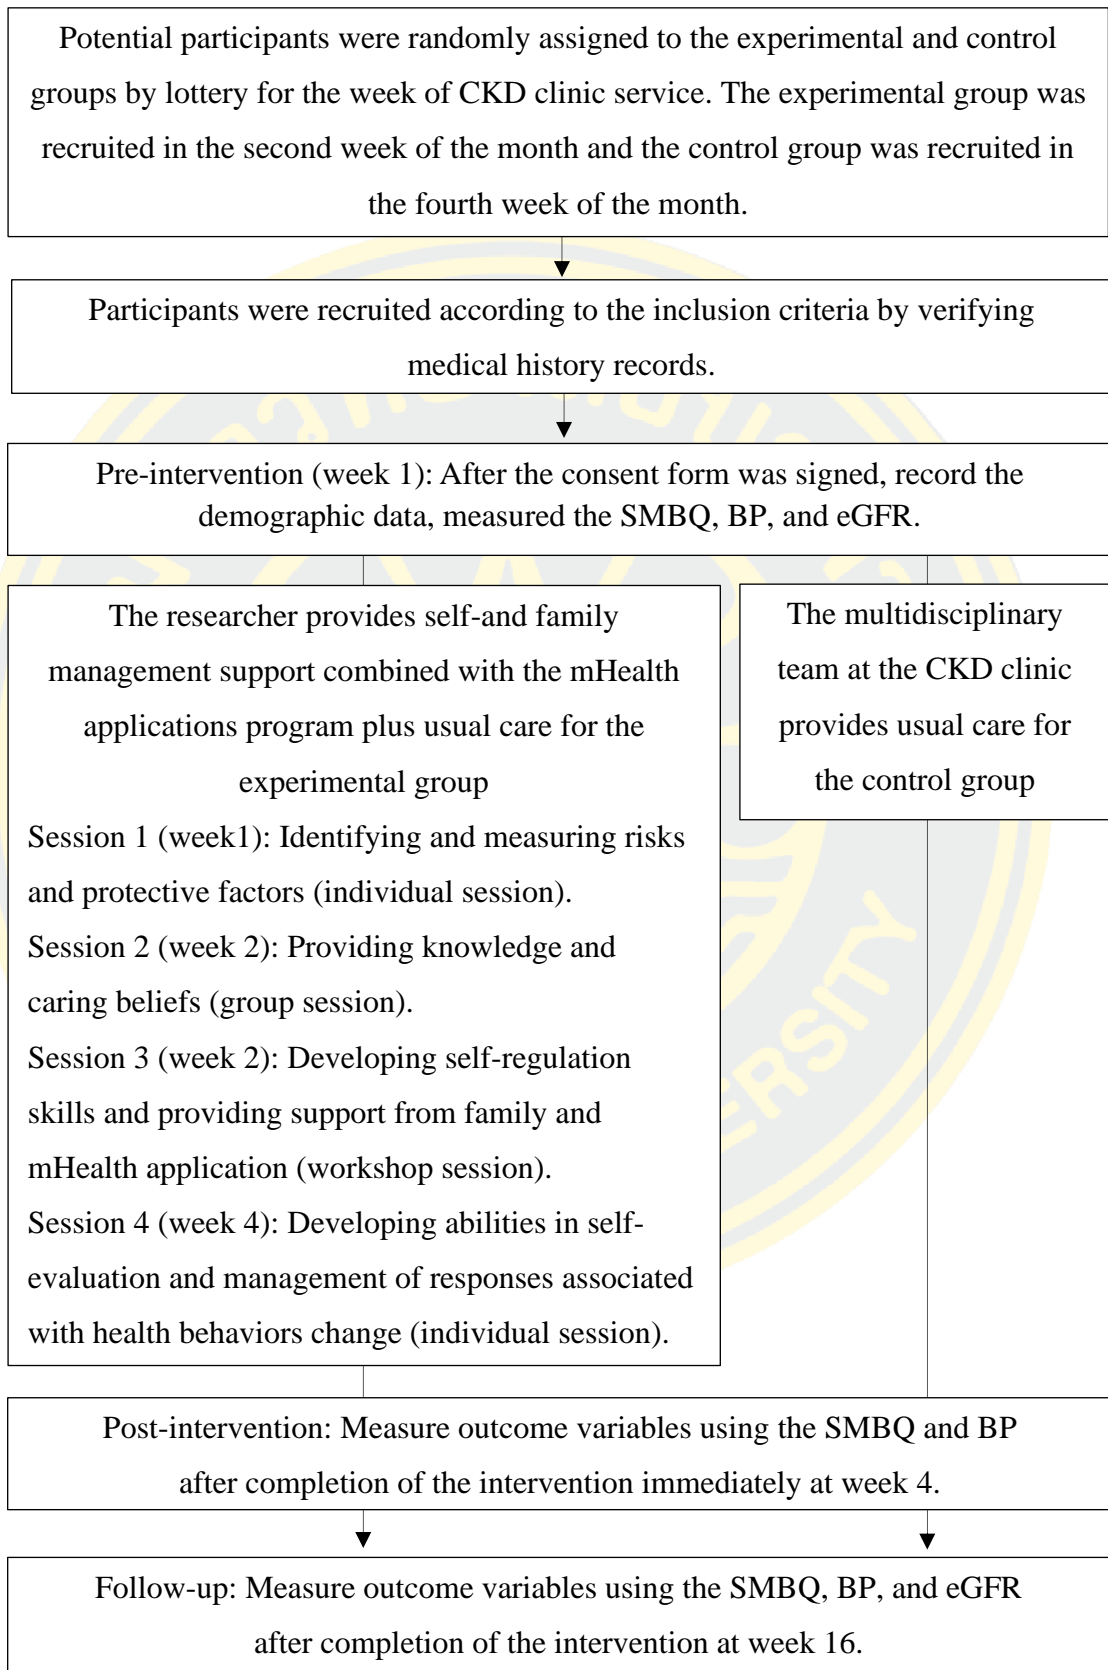 Potential participants were randomly assigned to the experimental and control
groups by lottery for the week of CKD clinic service. The experimental group was
recruited in the second week of the month and the control group was recruited in
the fourth week of the month.
Participants were recruited according to the inclusion criteria by verifying
medical history records.
Pre-intervention (week 1): After the consent form was signed, record the
demographic data, measured the SMBQ, BP, and eGFR.
The researcher provides self-and family
management support combined with the mHealth
applications program plus usual care for the
experimental group
Session 1 (week1): Identifying and measuring risks
and protective factors (individual session).
Session 2 (week 2): Providing knowledge and
caring beliefs (group session).
Session 3 (week 2): Developing self-regulation
skills and providing support from family and
mHealth application (workshop session).
Session 4 (week 4): Developing abilities in self-
evaluation and management of responses associated
with health behaviors change (individual session).
The multidisciplinary
team at the CKD clinic
provides usual care for
the control group
Post-intervention: Measure outcome variables using the SMBQ and BP
after completion of the intervention immediately at week 4.
Follow-up: Measure outcome variables using the SMBQ, BP, and eGFR
after completion of the intervention at week 16.